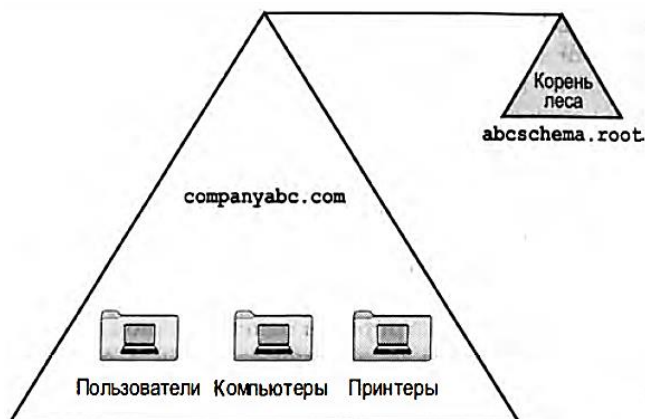 Корень
леса
abcschema.root
companyabc.com
Пользователи Компьютеры Принтеры